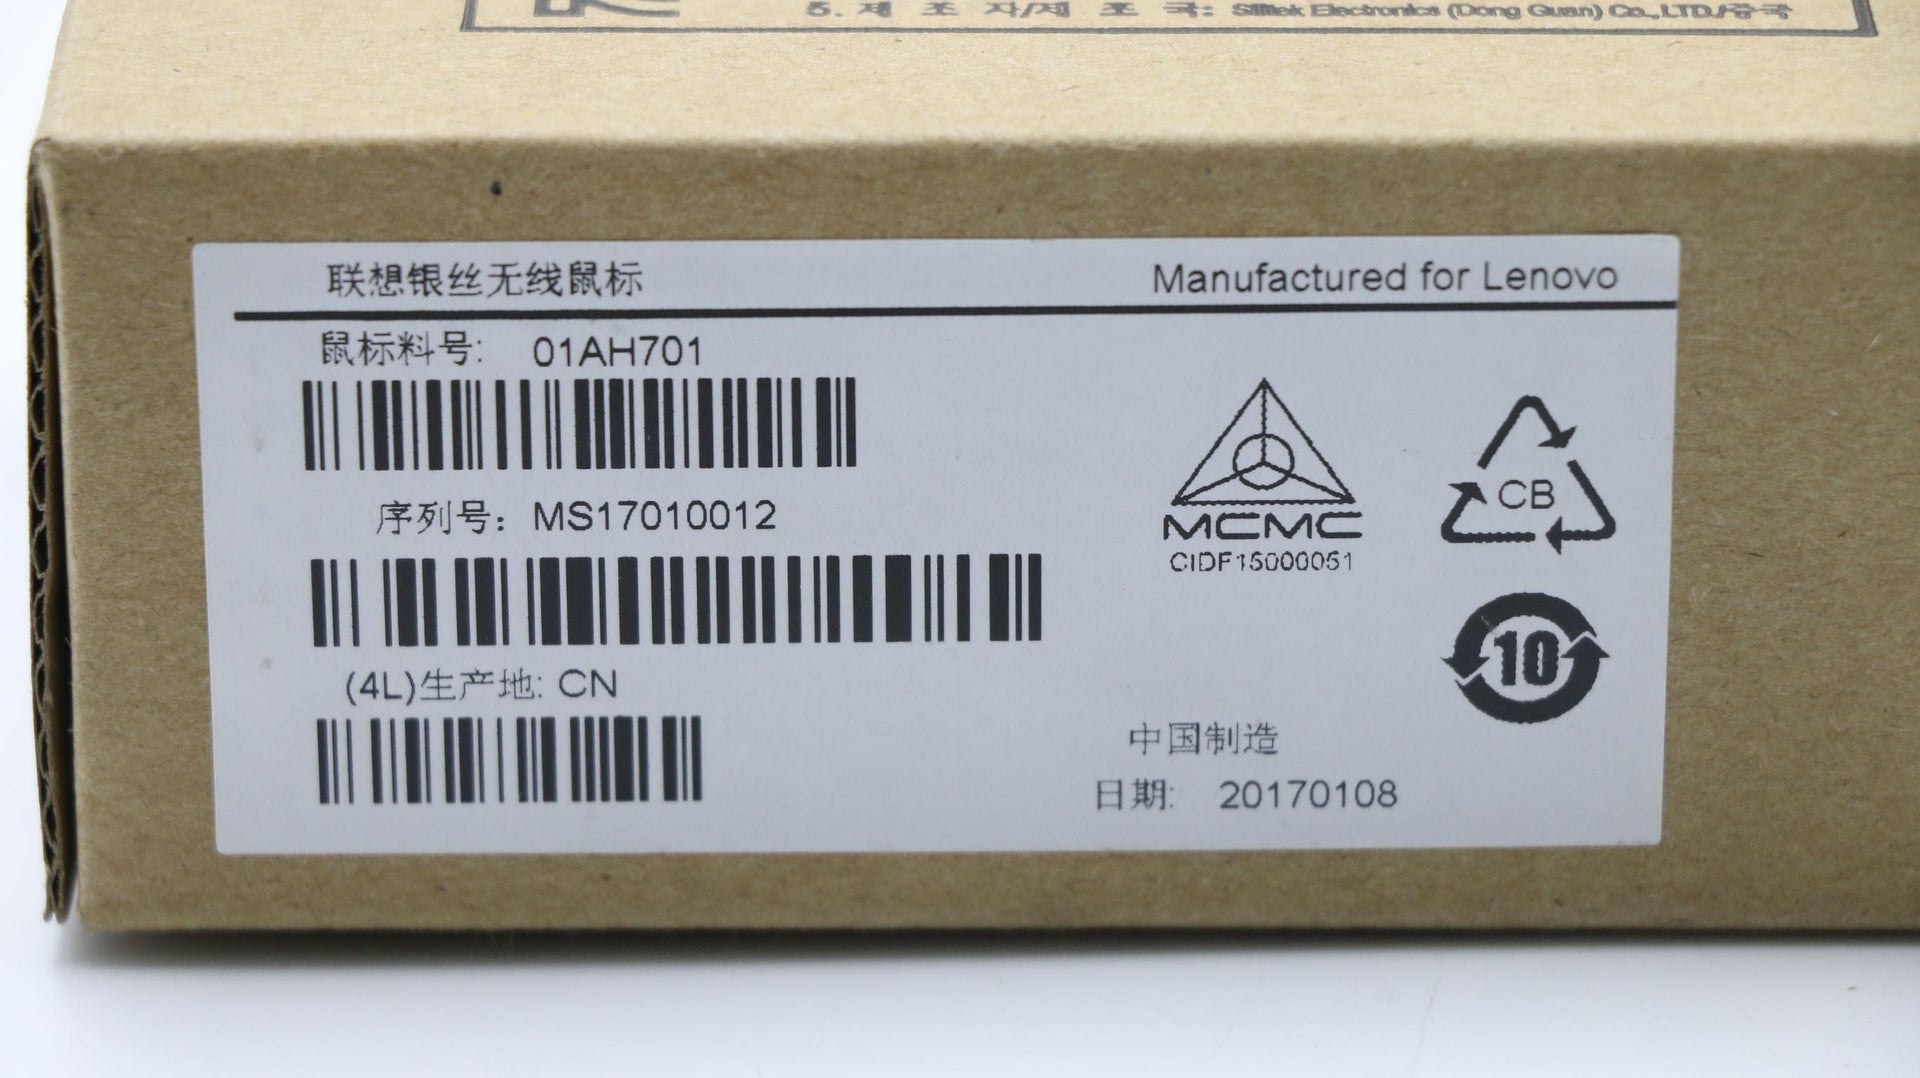 5. 제 조 자/제 조 국: Silitek Electronics (Dong Guan) Co.,LTD./중국
联想银丝无线鼠标
Manufactured for Lenovo
鼠标料号: 01AH701
序列号: MS17010012
(4L)生产地: CN
MCMC
CIDF15000051
CB
10
中国制造
日期: 20170108